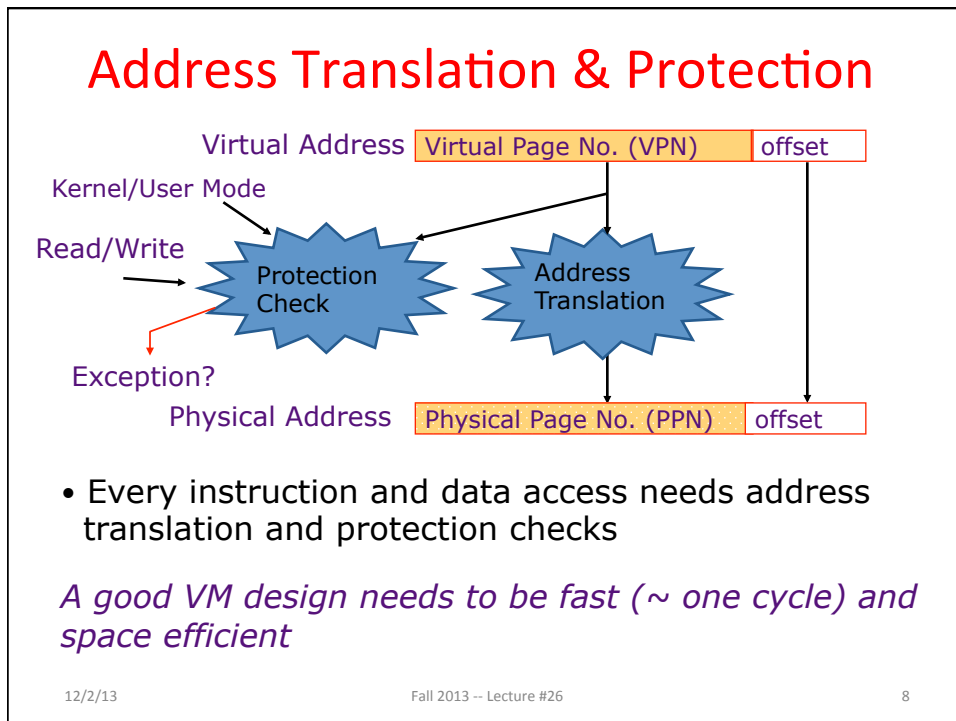 Address Translation & Protection
Virtual Address
Virtual Page No. (VPN)
offset
Kernel/User Mode
Read/Write
Protection
Check
Address
Translation
Exception?
Physical Address
Physical Page No. (PPN)
offset
• Every instruction and data access needs address
translation and protection checks
A good VM design needs to be fast (~ one cycle) and
space efficient
12/2/13
Fall 2013 -- Lecture #26
8